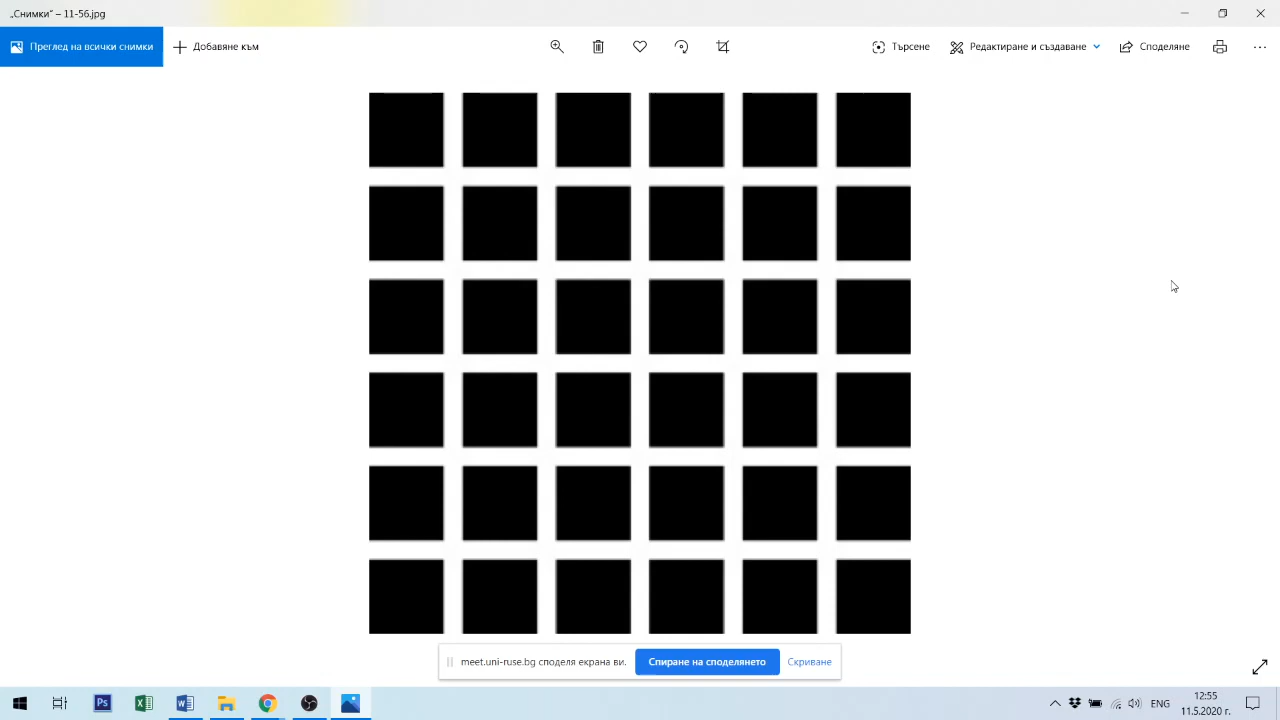 „Снимки“ – 11-56.jpg
Преглед на всички снимки
Добавяне към
Търсене
Редактиране и създаване
Споделяне
meet.uni-ruse.bg споделя екрана ви.
Спиране на споделянето
Скриване
Ps
ENG
12:55
11.5.2020 г.